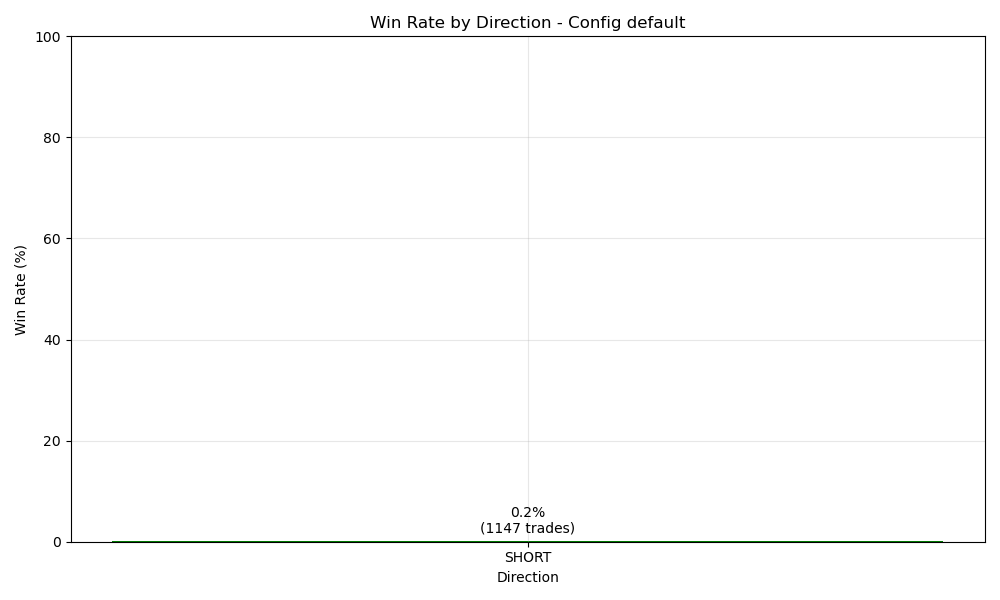 Win Rate by Direction - Config default
100
80
60
40
20
0
Win Rate (%)
0.2%
(1147 trades)
SHORT
Direction